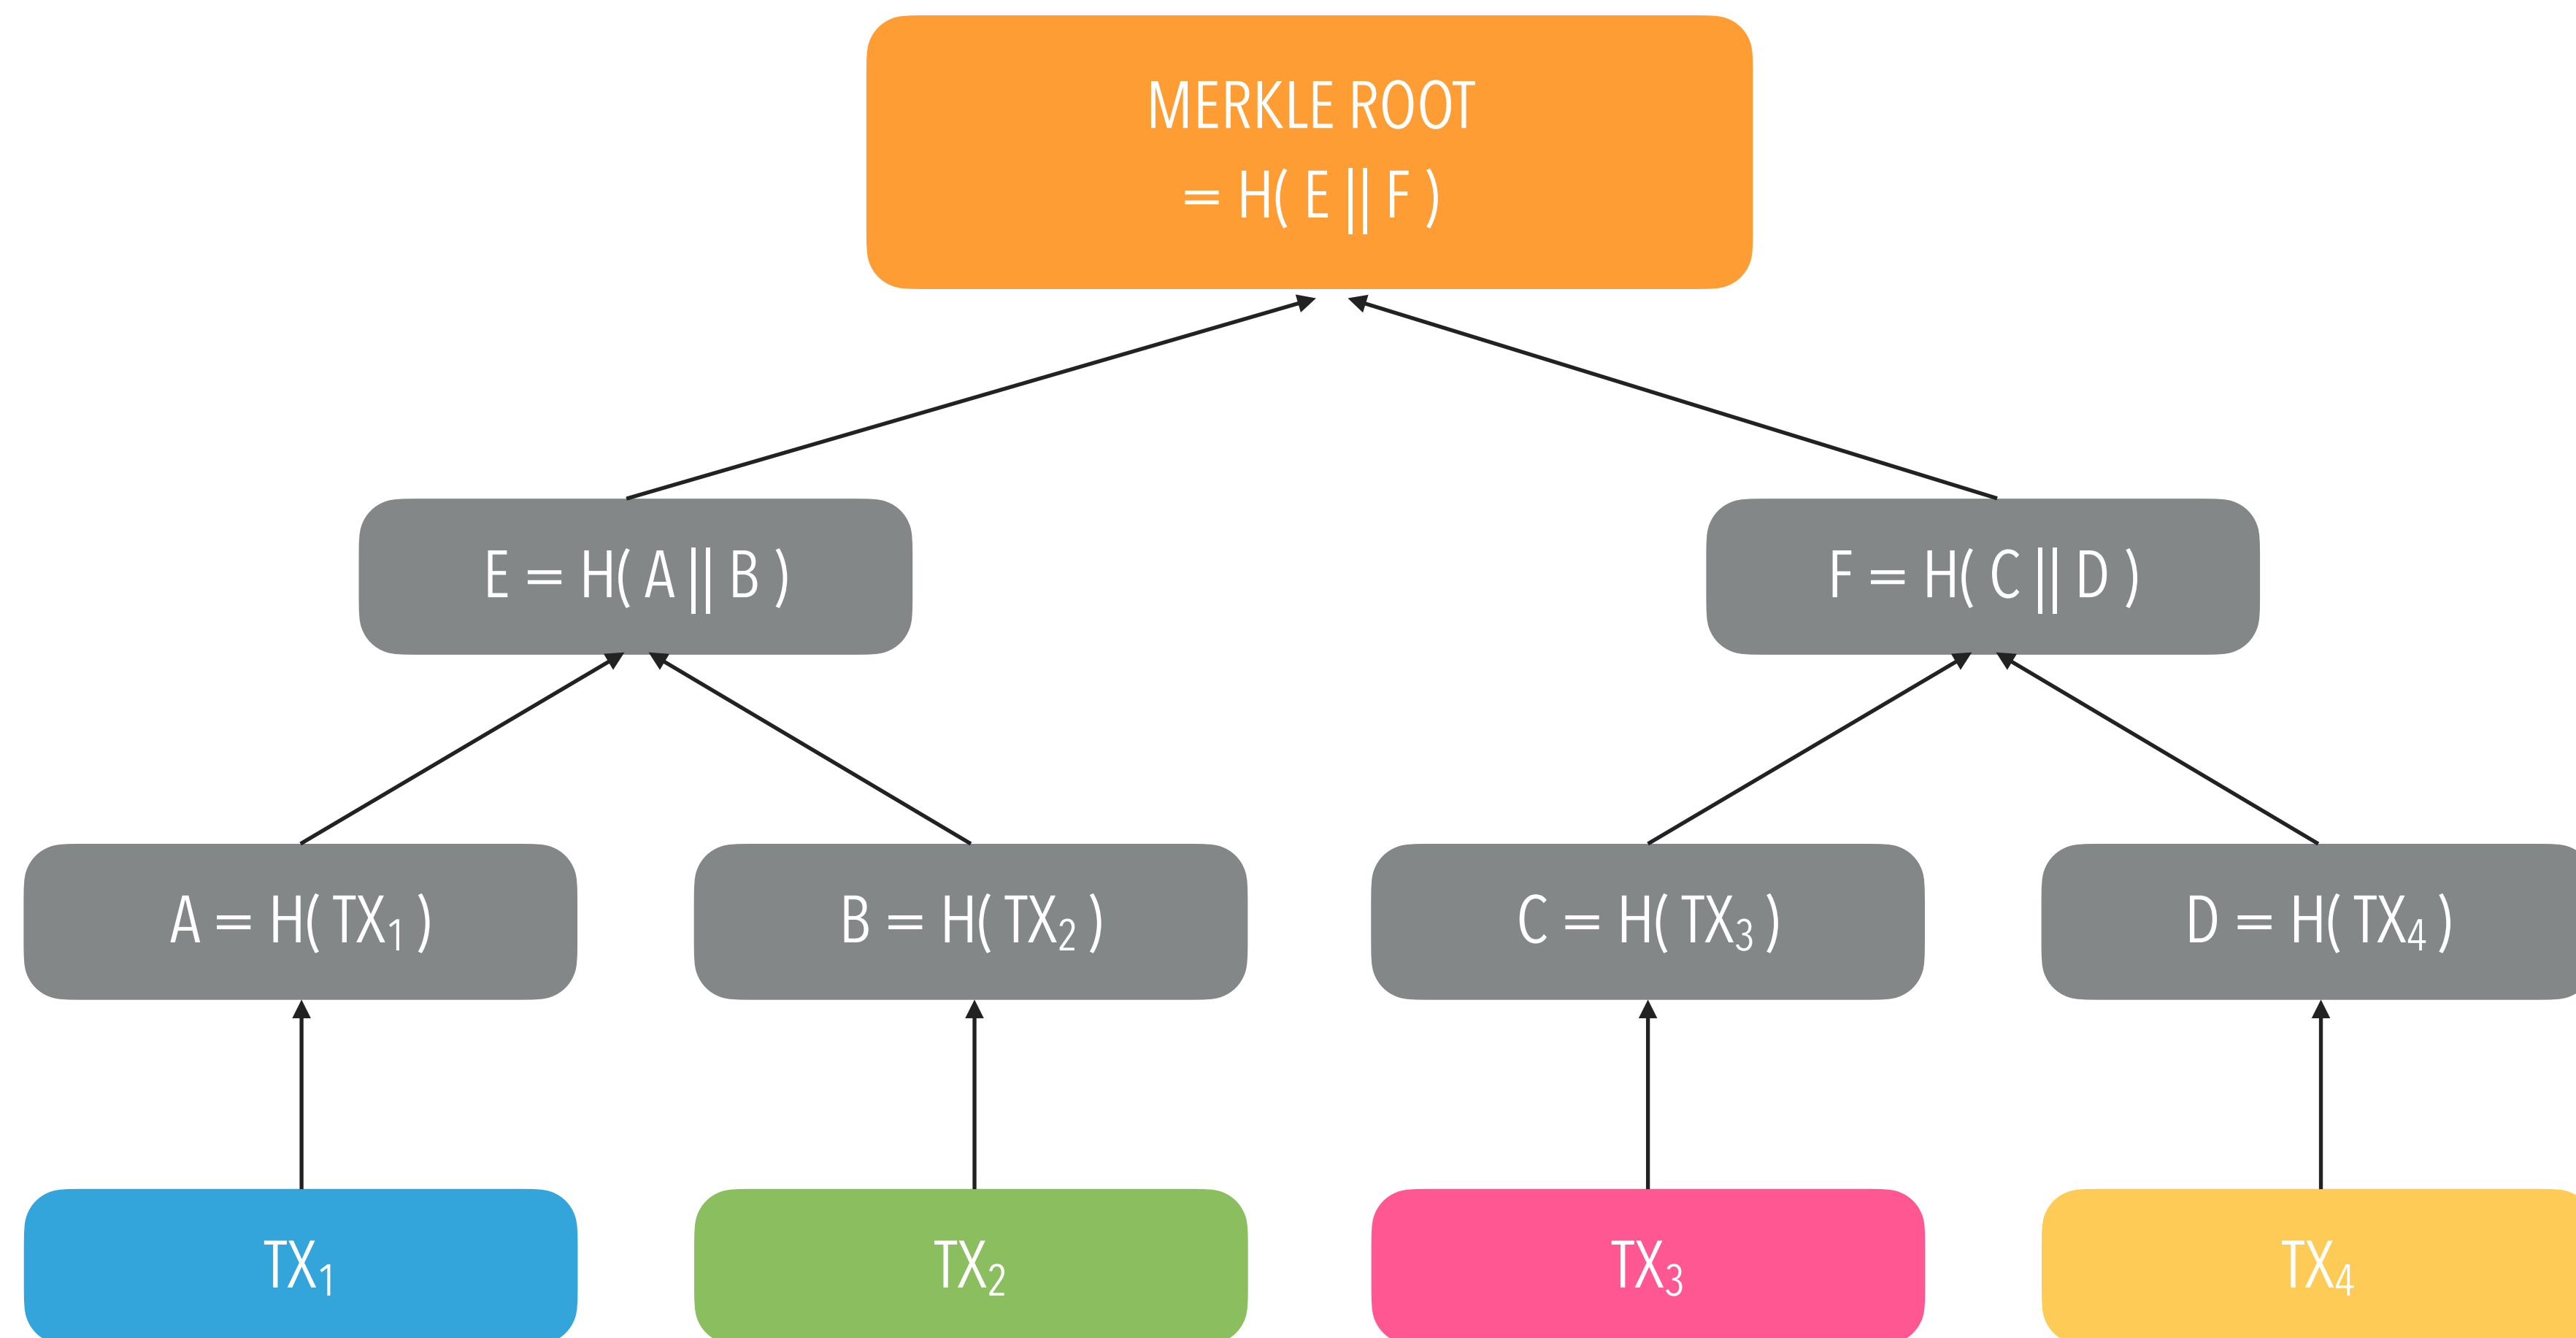 MERKLE ROOT
= H( E || F )
E = H( A || B )
F = H( C || D )
A = H( TX₁ )
B = H( TX₂ )
C = H( TX₃ )
D = H( TX₄ )
TX₁
TX₂
TX₃
TX₄